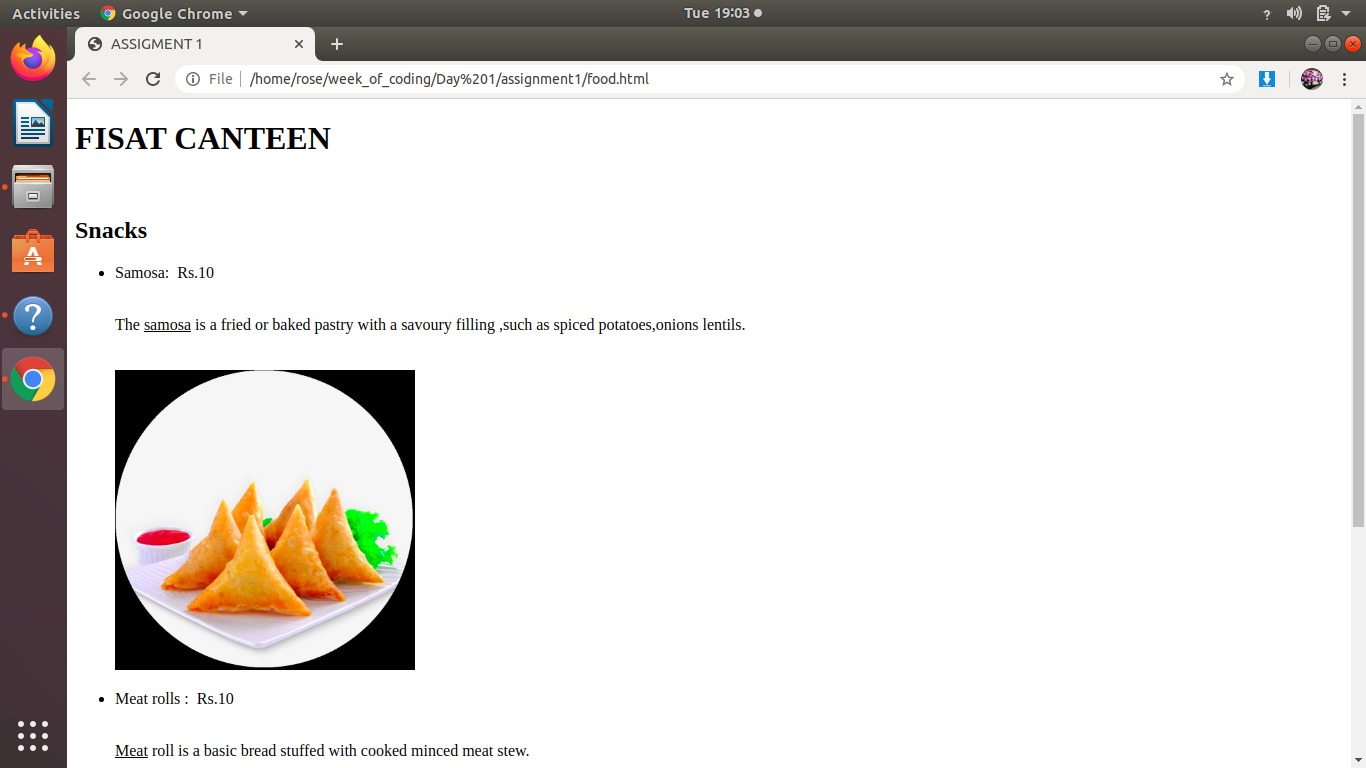 Activities Google Chrome Tue 19:03
ASSIGMENT 1
File /home/rose/week_of_coding/Day%201/assignment1/food.html
FISAT CANTEEN
Snacks
Samosa: Rs.10
The samosa is a fried or baked pastry with a savoury filling ,such as spiced potatoes,onions lentils.
Meat rolls : Rs.10
Meat roll is a basic bread stuffed with cooked minced meat stew.